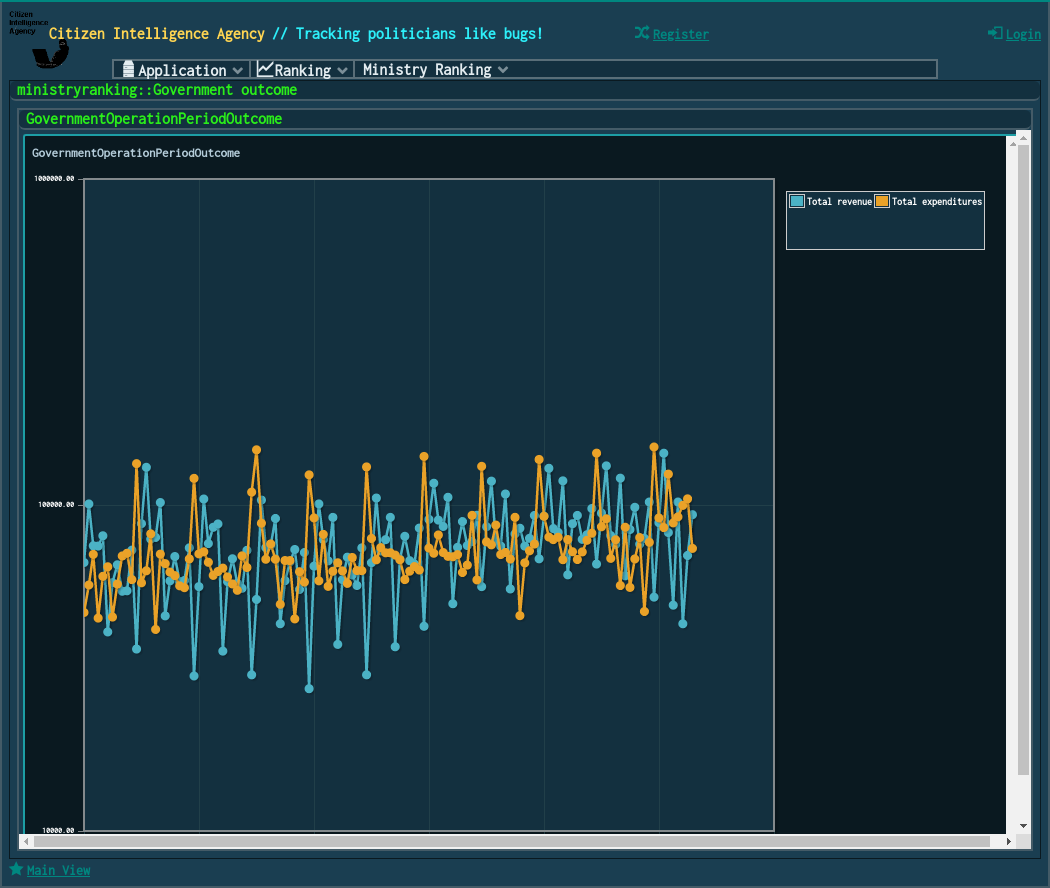 Citizen
Intelligence
Agency
Citizen Intelligence Agency // Tracking politicians like bugs!
Register
Login
Application
Ranking
Ministry Ranking
ministryranking::Government outcome
GovernmentOperationPeriodOutcome
GovernmentOperationPeriodOutcome
1000000.00
Total revenue
Total expenditures
100000.00
10000.00
Main View